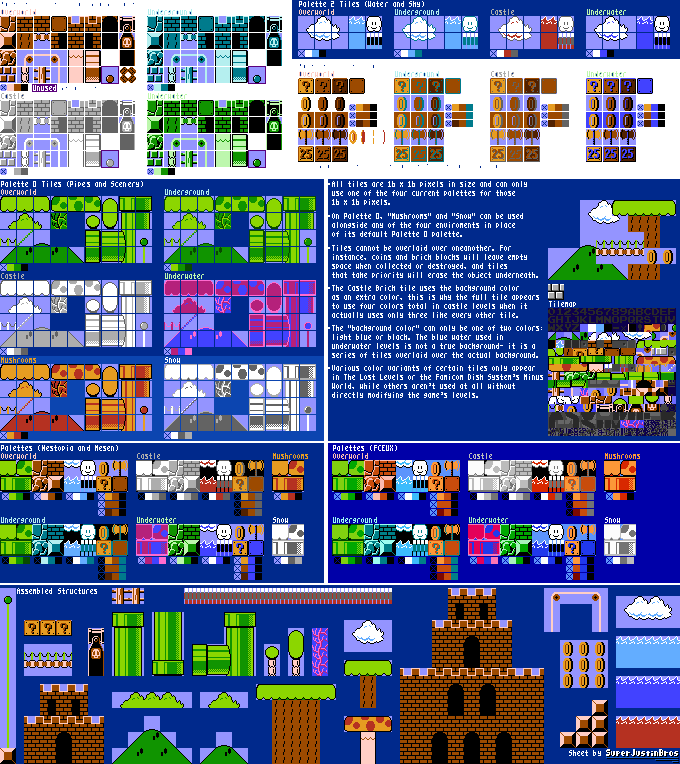 Palette 2 Tiles (Water and Sky)
Overworld
Underground
Castle
Underwater
Castle
Unused
Palette 0 Tiles (Pipes and Scenery)
Overworld
Underground
Castle
Underwater
Mushrooms
Snow
All tiles are 16 x 16 pixels in size and can only
use one of the four current palettes for those
16 x 16 pixels.
On Palette 0, "Mushrooms" and "Snow" can be used
alongside any of the four enviroments in place
of its default Palette 0 palette.
Tiles cannot be overlaid over oneanother. For
instance, coins and brick blocks will leave empty
space when collected or destroyed, and tiles
that take priority will erase the object underneath.
The Castle Brick tile uses the background color
as an extra color, this is why the full tile appears
to use four colors total in castle levels when it
actually uses only three like every other tile.
The "background color" can only be one of two colors:
light blue or black. The blue water used in
underwater levels is not a true background- it is a
series of tiles overlaid over the actual background.
Various color variants of certain tiles only appear
in The Lost Levels or the Famicom Disk System's Minus
World, while others aren't used at all without
directly modifying the game's levels.
Tilemap
Palettes (Nestopia and Mesen)
Overworld
Castle
Mushrooms
Underground
Underwater
Snow
Palettes (FCEUX)
Overworld
Castle
Mushrooms
Underground
Underwater
Snow
Assembled Structures
Sheet by SuperJustinBros